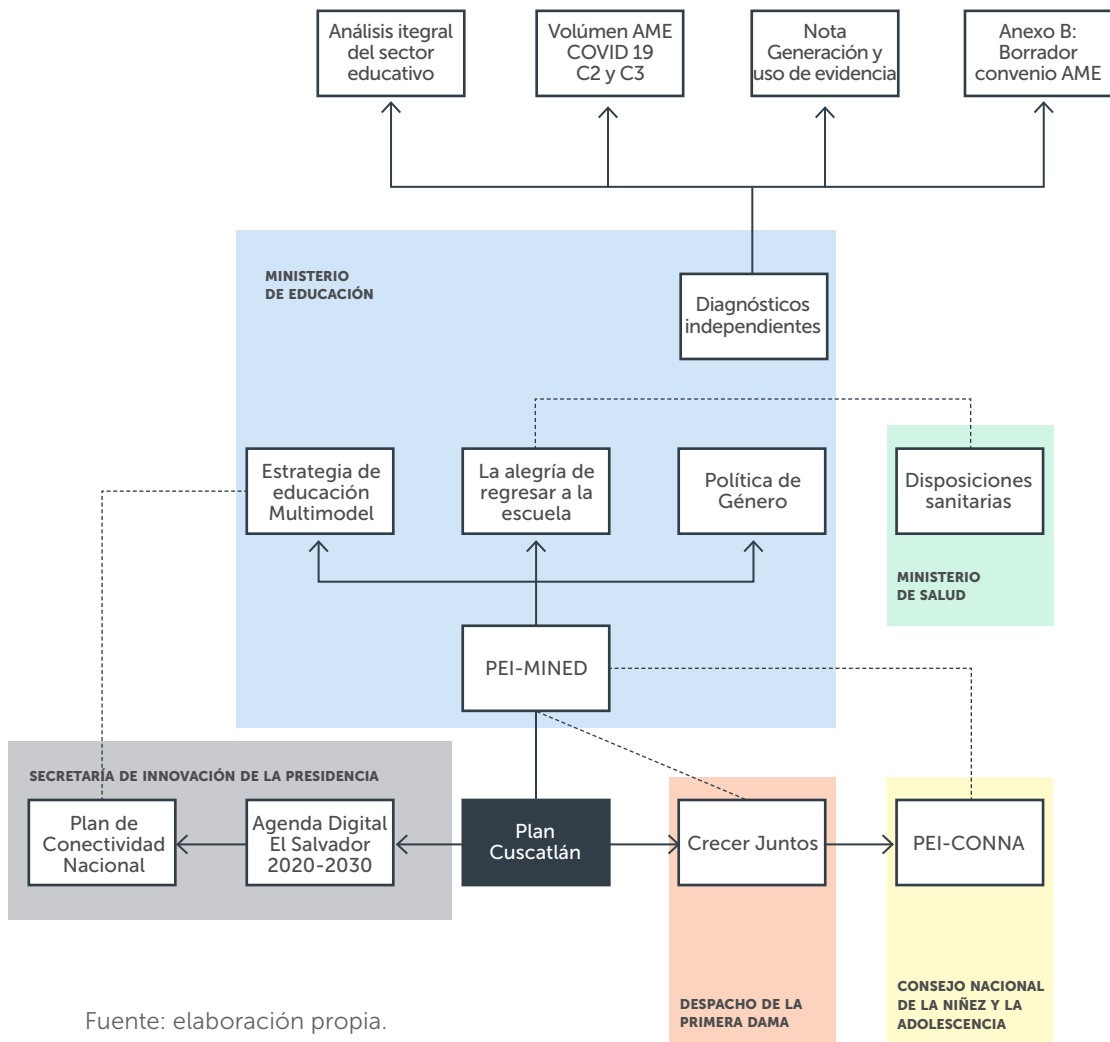 Análisis itegral
del sector
educativo
Volúmen AME
COVID 19
C2 y C3
Nota
Generación y
uso de evidencia
Anexo B:
Borrador
convenio AME
MINISTERIO
DE EDUCACIÓN
Diagnósticos
independientes
Estrategia de
educación
Multimodel
La alegría de
regresar a la
escuela
Política de
Género
Disposiciones
sanitarias
MINISTERIO
DE SALUD
PEI-MINED
SECRETARÍA DE INNOVACIÓN DE LA PRESIDENCIA
Plan de
Conectividad
Nacional
Agenda Digital
El Salvador
2020-2030
Plan
Cuscatlán
Crecer Juntos
PEI-CONNA
DESPACHO DE LA
PRIMERA DAMA
CONSEJO NACIONAL
DE LA NIÑEZ Y LA
ADOLESCENCIA
Fuente: elaboración propia.